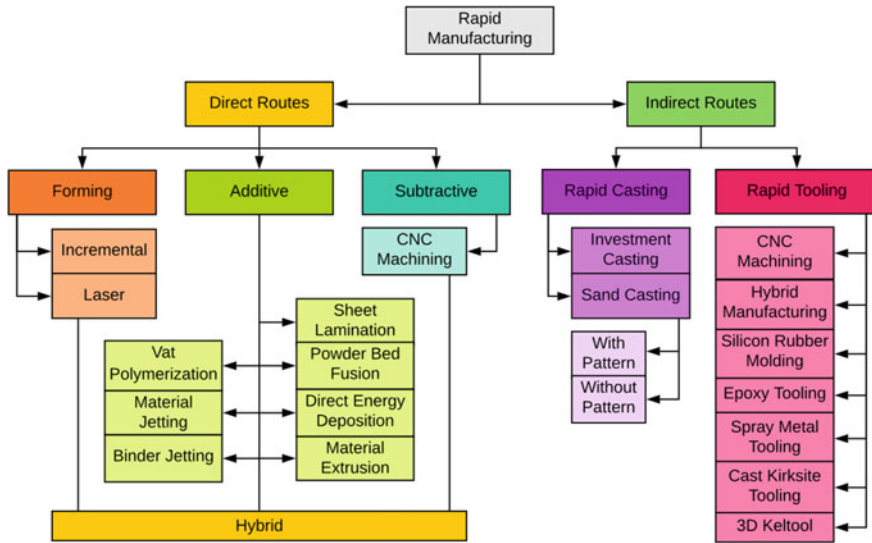 Rapid
Manufacturing
Direct Routes
Indirect Routes
Forming
Additive
Subtractive
Rapid Casting
Rapid Tooling
Incremental
Laser
CNC
Machining
Investment
Casting
Sand Casting
CNC
Machining
Hybrid
Manufacturing
Silicon Rubber
Molding
Epoxy Tooling
Spray Metal
Tooling
Cast Kirksite
Tooling
3D Keltool
Sheet
Lamination
Vat
Polymerization
Powder Bed
Fusion
Material
Jetting
Direct Energy
Deposition
Binder Jetting
Material
Extrusion
With
Pattern
Without
Pattern
Hybrid